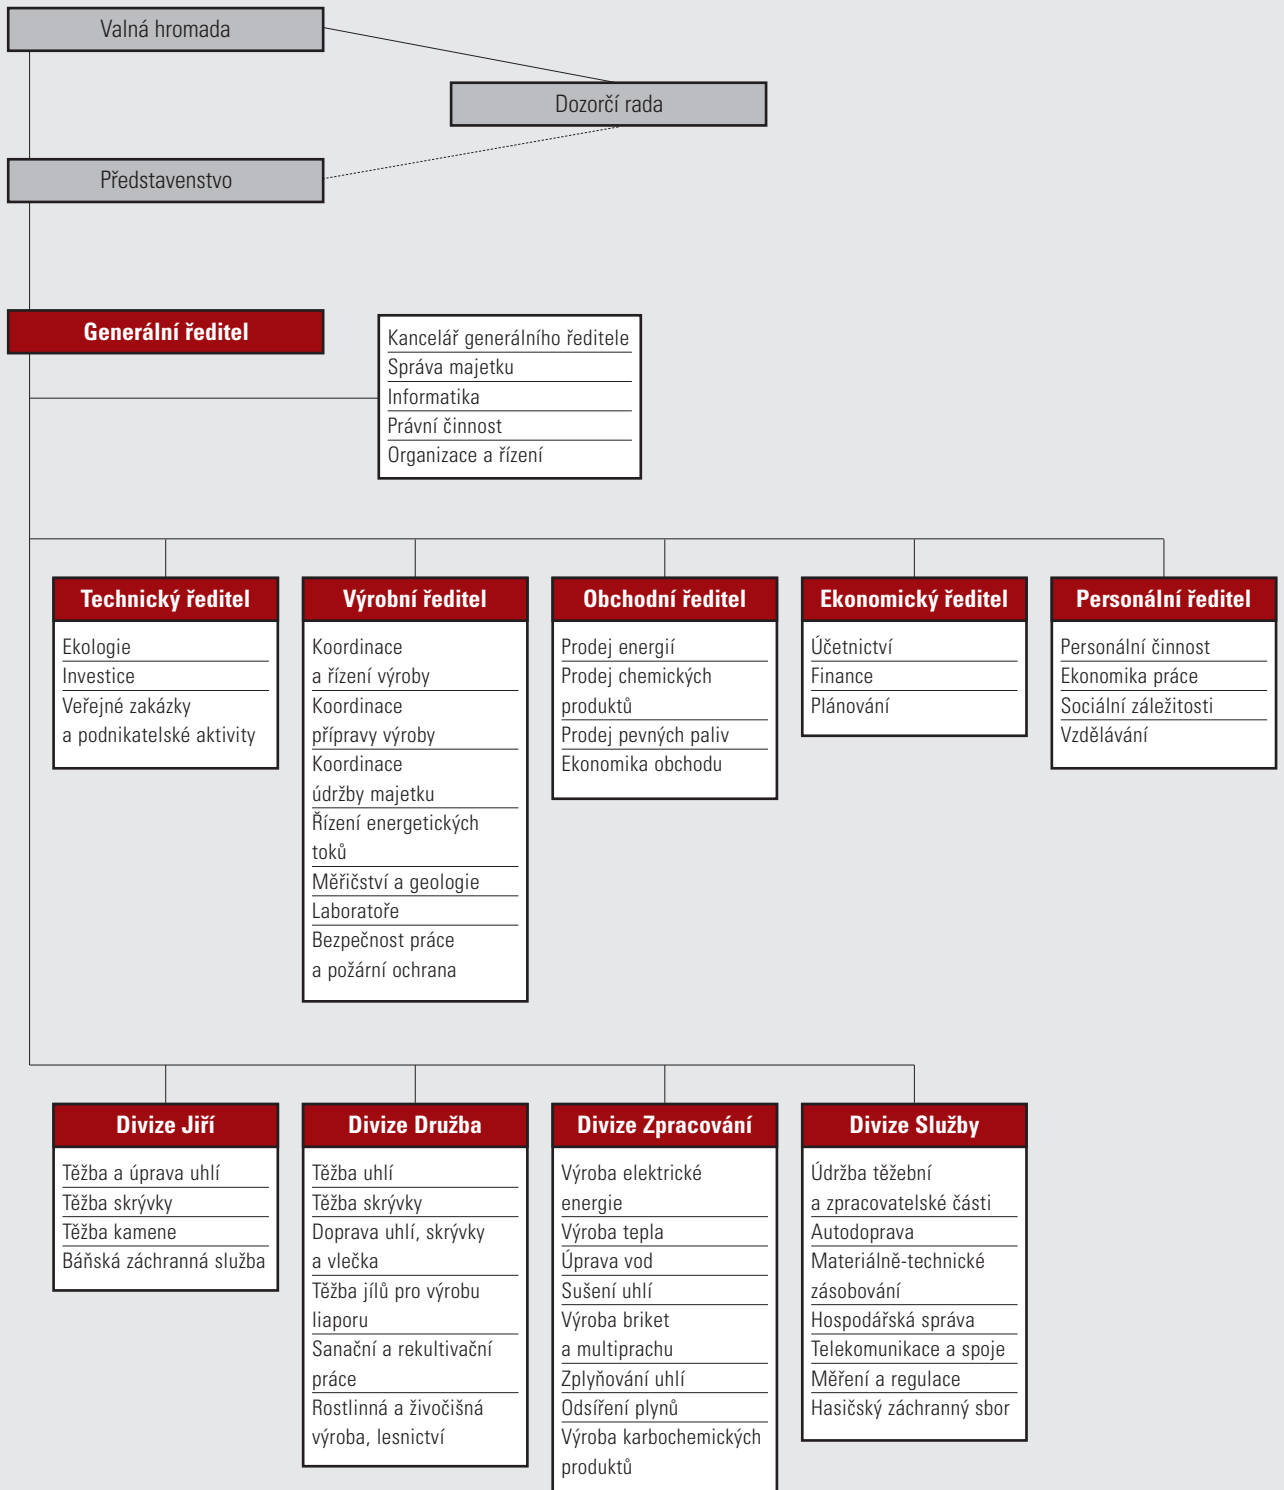 Valná hromada
Dozorčí rada
Představenstvo
Generální ředitel
Kancelář generálního ředitele
Správa majetku
Informatika
Právní činnost
Organizace a řízení
Technický ředitel
Ekologie
Investice
Veřejné zakázky
a podnikatelské aktivity
Výrobní ředitel
Koordinace
a řízení výroby
Koordinace
přípravy výroby
Koordinace
údržby majetku
Řízení energetických
toků
Měřičství a geologie
Laboratoře
Bezpečnost práce
a požární ochrana
Obchodní ředitel
Prodej energií
Prodej chemických
produktů
Prodej pevných paliv
Ekonomika obchodu
Ekonomický ředitel
Účetnictví
Finance
Plánování
Personální ředitel
Personální činnost
Ekonomika práce
Sociální záležitosti
Vzdělávání
Divize Jiří
Těžba a úprava uhlí
Těžba skrývky
Těžba kamene
Báňská záchranná služba
Divize Družba
Těžba uhlí
Těžba skrývky
Doprava uhlí, skrývky
a vlečka
Těžba jílů pro výrobu
liaporu
Sanační a rekultivační
práce
Rostlinná a živočišná
výroba, lesnictví
Divize Zpracování
Výroba elektrické
energie
Výroba tepla
Úprava vod
Sušení uhlí
Výroba briket
a multiprachu
Zplyňování uhlí
Odsíření plynů
Výroba karbochemických
produktů
Divize Služby
Údržba těžební
a zpracovatelské části
Autodoprava
Materiálně-technické
zásobování
Hospodářská správa
Telekomunikace a spoje
Měření a regulace
Hasičský záchranný sbor